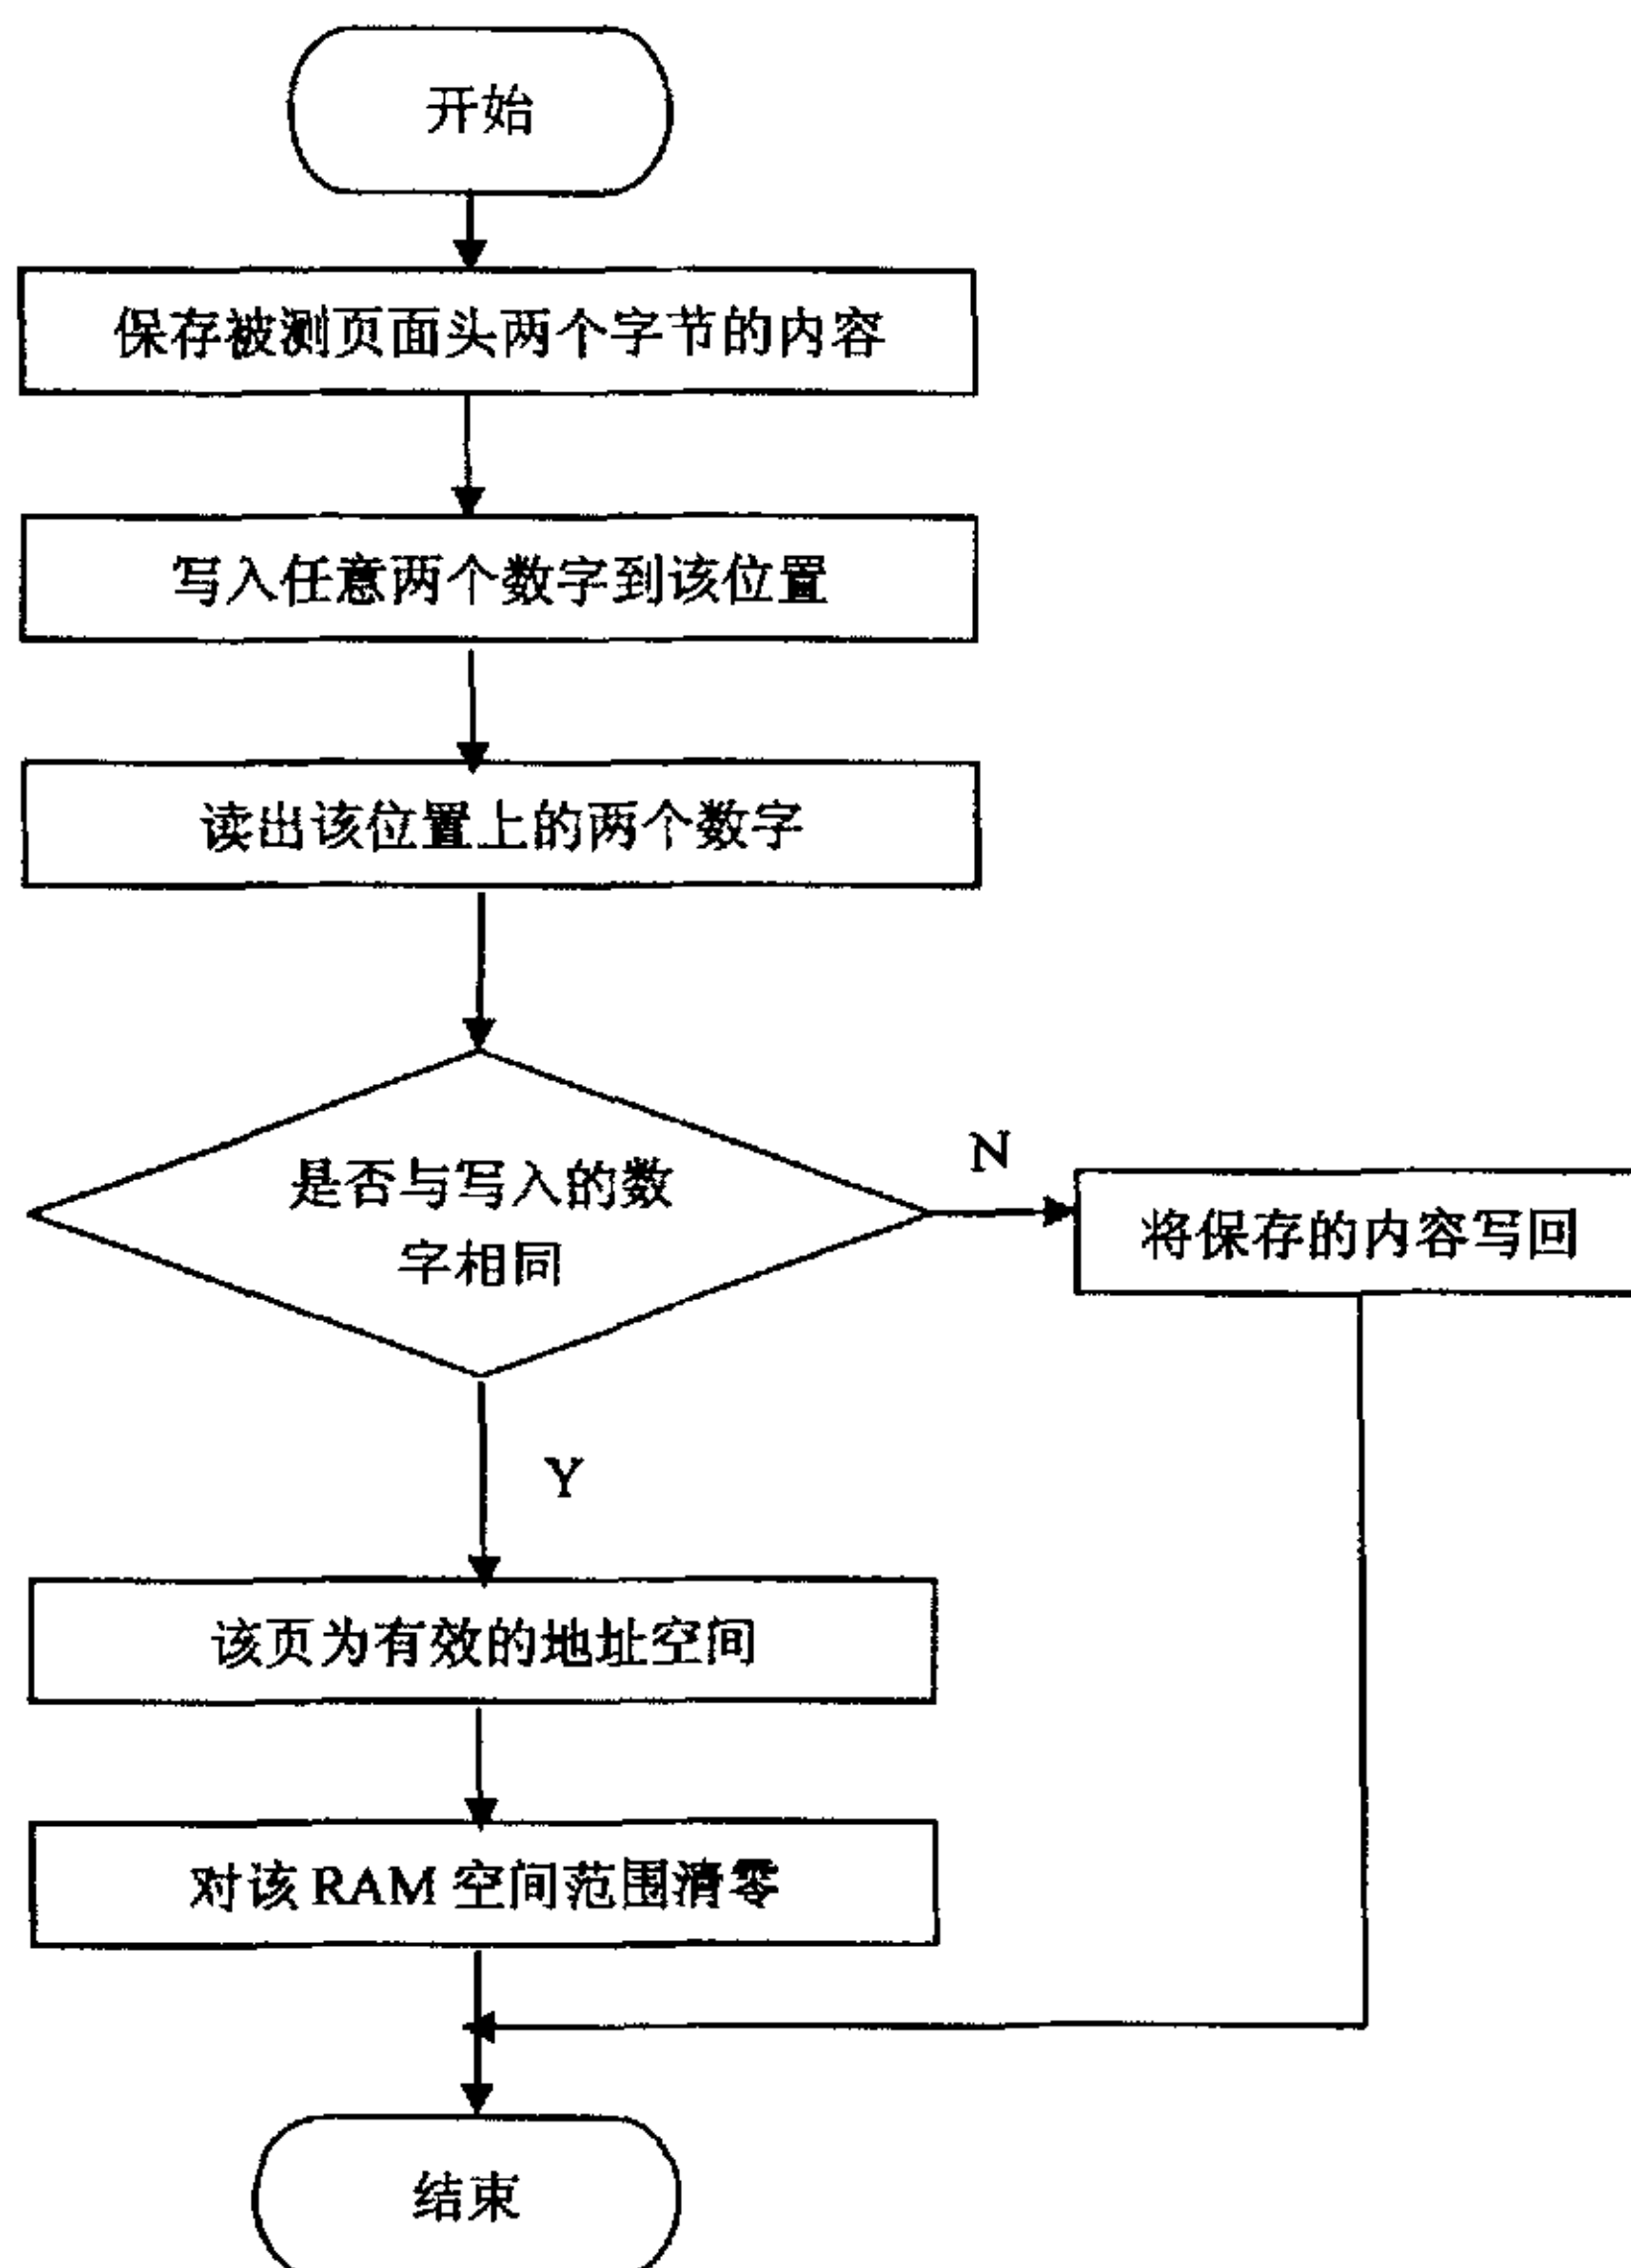 开始
保存被测页面头两个字节的内容
写入任意两个数字到该位置
读出该位置上的两个数字
是否与写入的数
字相同
N
将保存的内容写回
Y
该页为有效的地址空间
对该 RAM 空间范围清零
结束